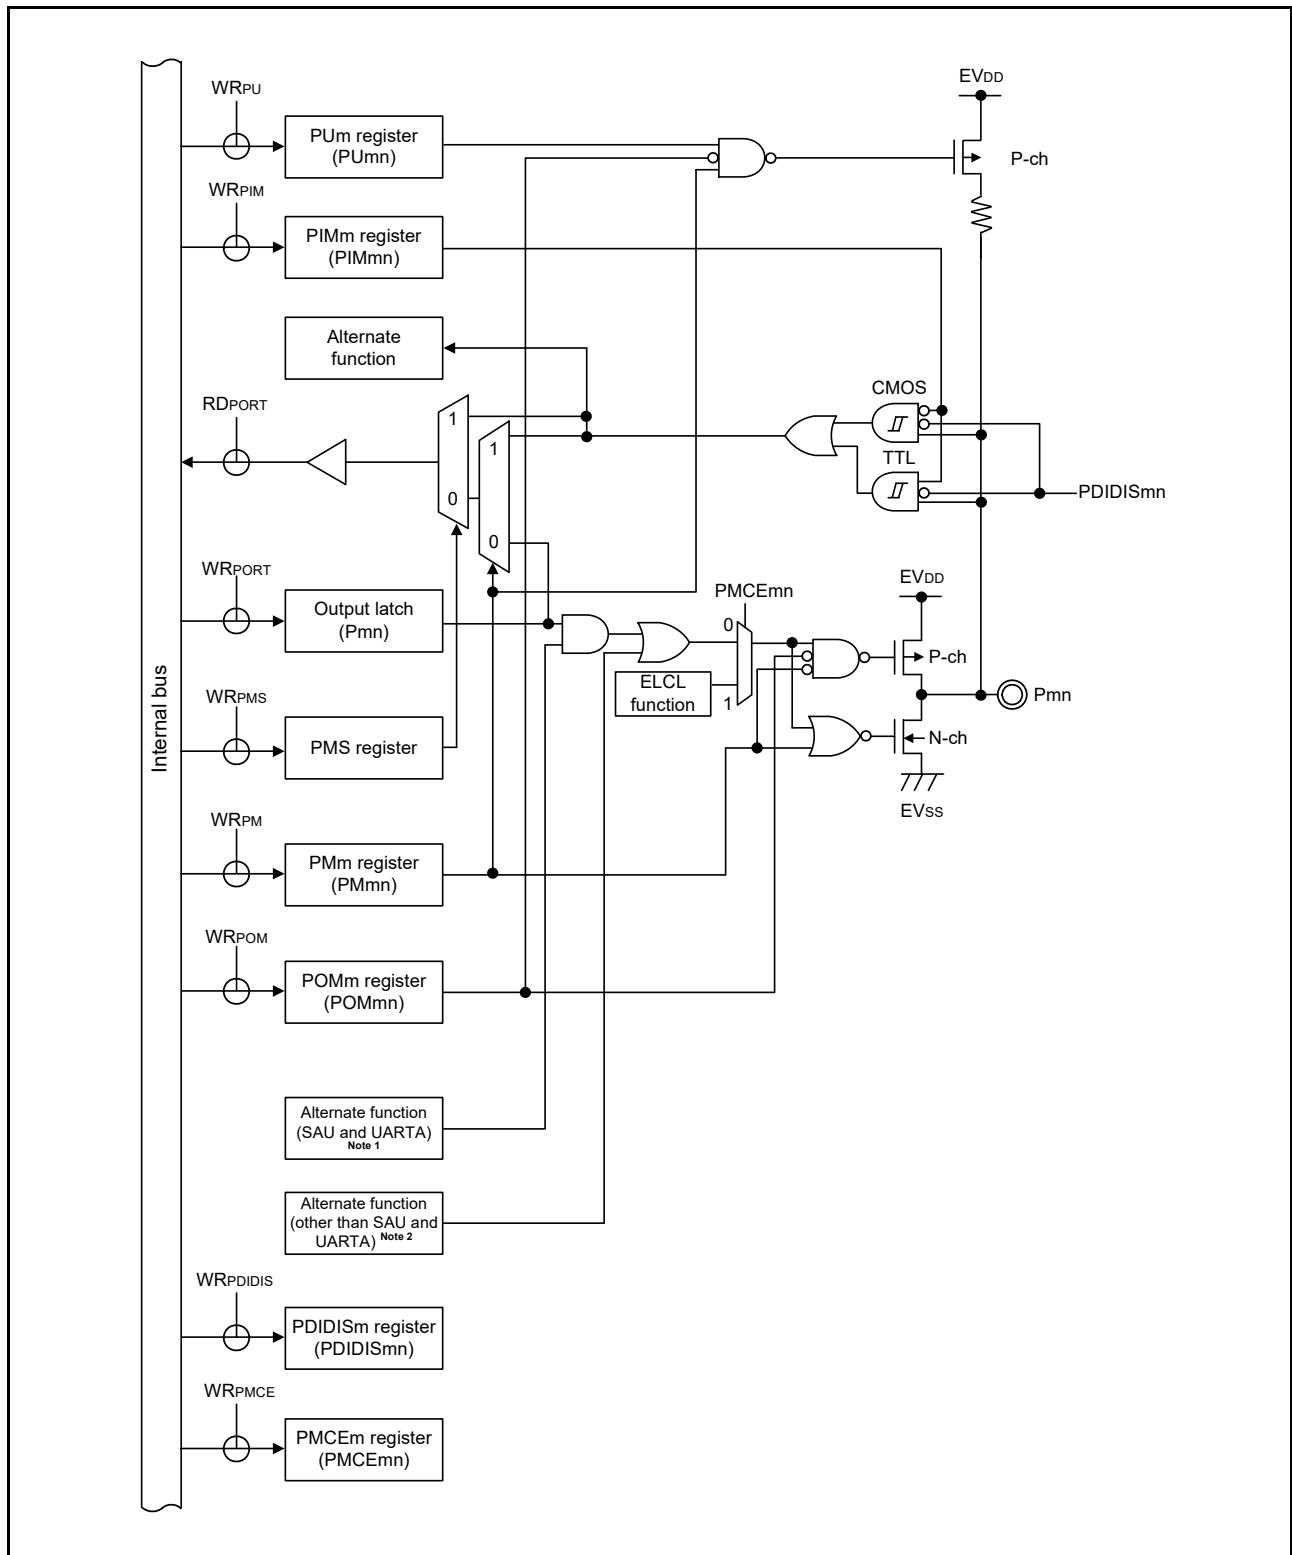 WRPU
EVDD
PUm register
(PUmn)
P-ch
WRPIM
PIMm register
(PIMmn)
Alternate
function
CMOS
RDPORT
1
1
TTL
0
PDIDISmn
0
WRPORT
EVDD
PMCEmn
Output latch
(Pmn)
0
P-ch
ELCL
function
1
Pmn
WRPMS
Internal bus
PMS register
N-ch
EVSS
WRPM
PMm register
(PMmn)
WRPOM
POMm register
(POMmn)
Alternate function
(SAU and UARTA)
Note 1
Alternate function
(other than SAU and
UARTA) Note 2
WRPDIDIS
PDIDISm register
(PDIDISmn)
WRPMCE
PMCEm register
(PMCEmn)